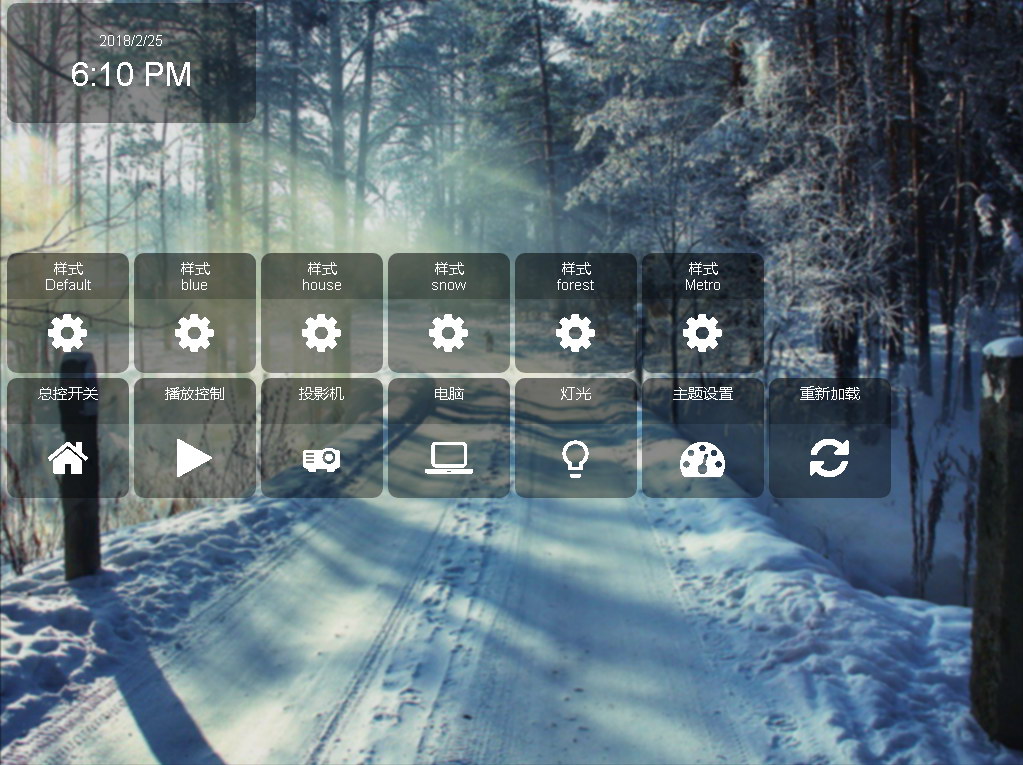 2018/2/25
6:10 PM
样式
Default
样式
blue
样式
house
样式
snow
样式
forest
样式
Metro
总控开关
播放控制
投影机
电脑
灯光
主题设置
重新加载